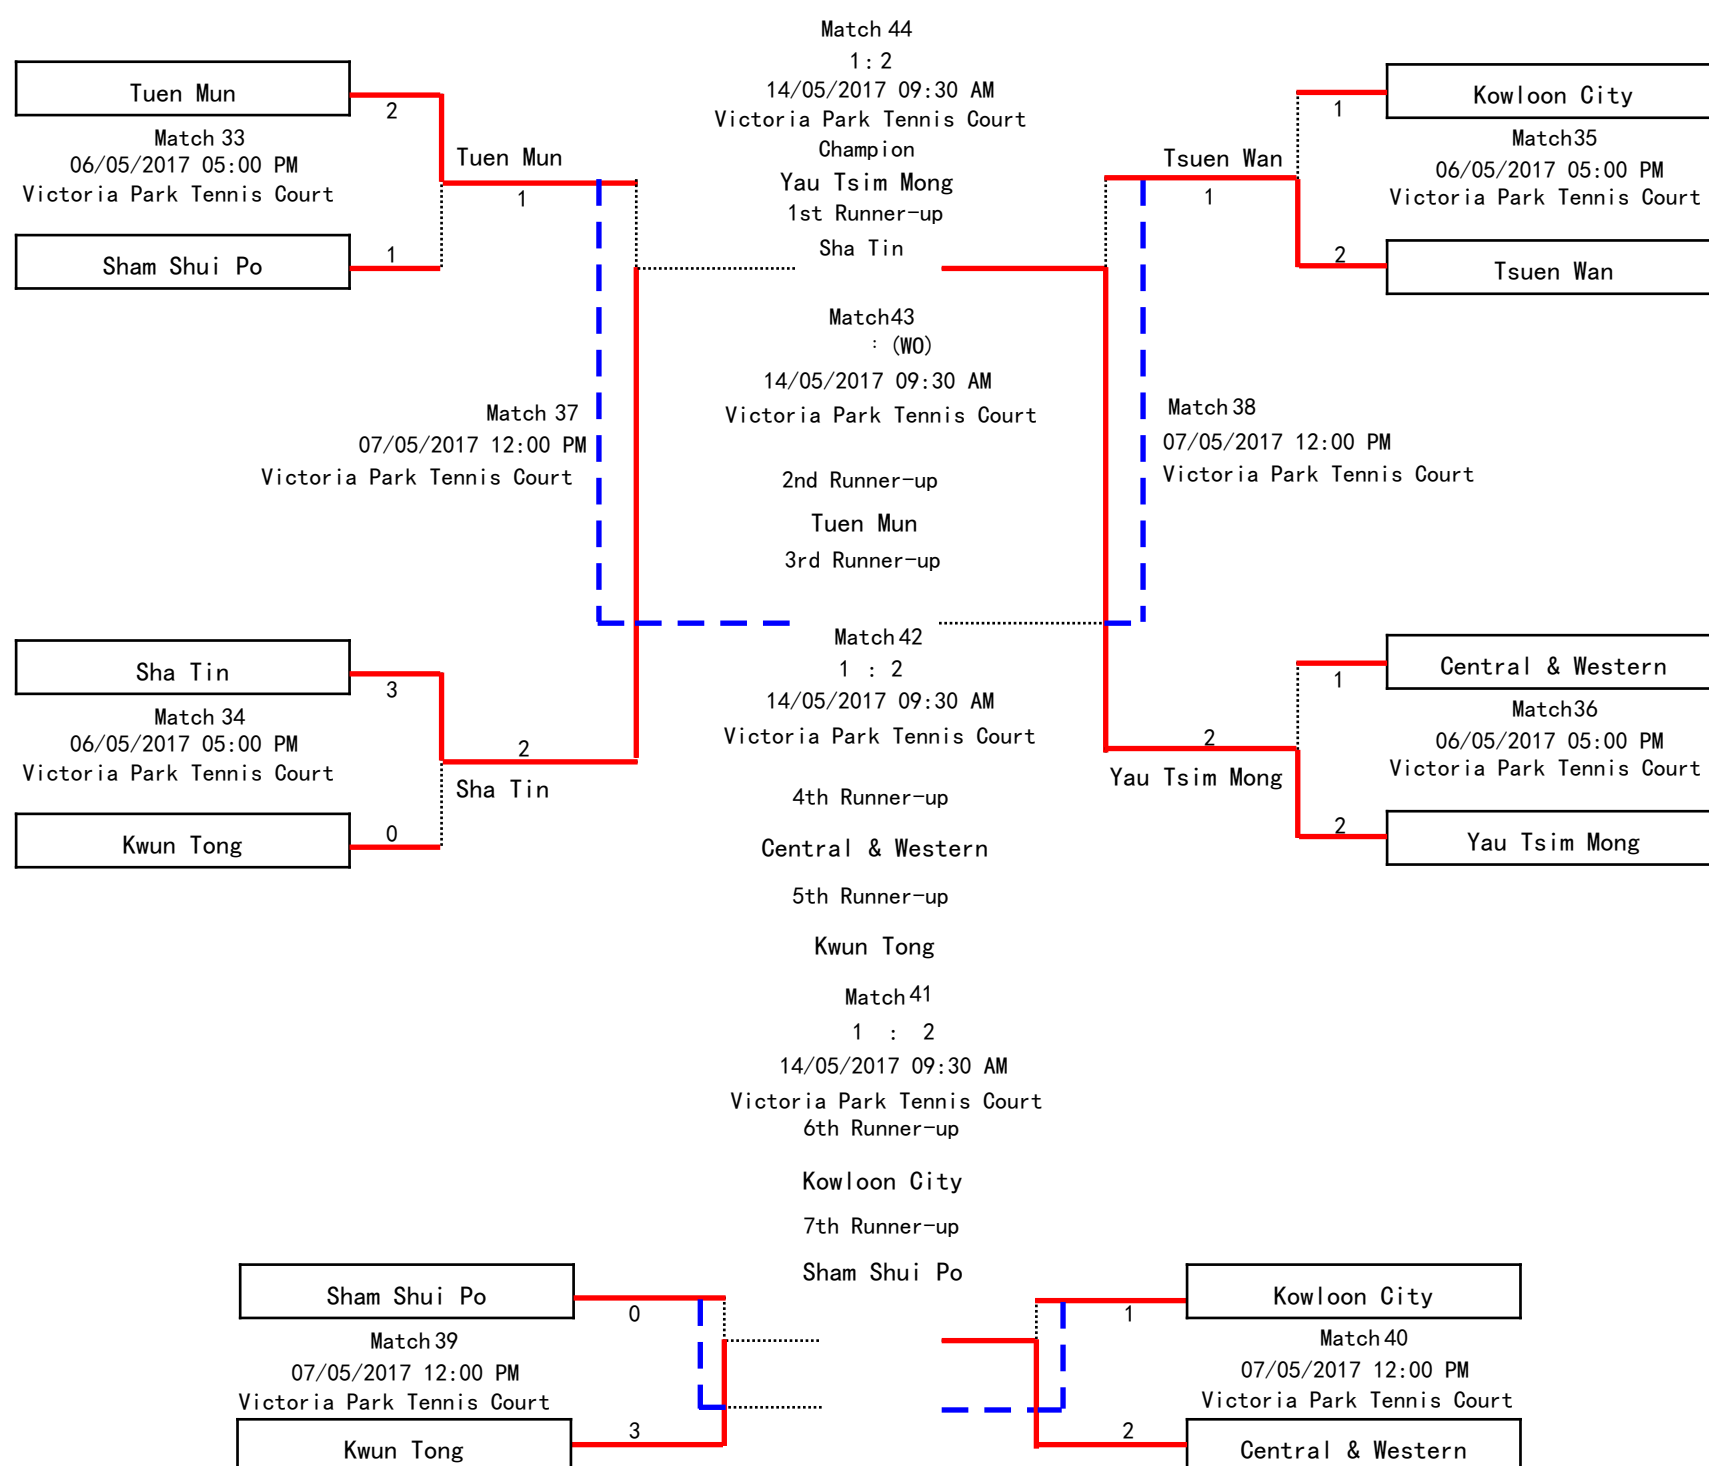 Match 44
1 : 2
14/05/2017 09:30 AM
Victoria Park Tennis Court
Champion
Yau Tsim Mong
1st Runner-up
Sha Tin
Tuen Mun
2
Match 33
06/05/2017 05:00 PM
Victoria Park Tennis Court
Tuen Mun
1
Sham Shui Po
1
Kowloon City
1
Match35
06/05/2017 05:00 PM
Victoria Park Tennis Court
Tsuen Wan
1
2
Tsuen Wan
Match43
: (WO)
14/05/2017 09:30 AM
Victoria Park Tennis Court
Match 37
07/05/2017 12:00 PM
Victoria Park Tennis Court
Match 38
07/05/2017 12:00 PM
Victoria Park Tennis Court
2nd Runner-up
Tuen Mun
3rd Runner-up
Match 42
1 : 2
14/05/2017 09:30 AM
Victoria Park Tennis Court
Sha Tin
3
Match 34
06/05/2017 05:00 PM
Victoria Park Tennis Court
2
Sha Tin
Kwun Tong
0
Central & Western
1
Match36
06/05/2017 05:00 PM
Victoria Park Tennis Court
2
Yau Tsim Mong
2
Yau Tsim Mong
4th Runner-up
Central & Western
5th Runner-up
Kwun Tong
Match 41
1 : 2
14/05/2017 09:30 AM
Victoria Park Tennis Court
6th Runner-up
Kowloon City
7th Runner-up
Sham Shui Po
Sham Shui Po
0
Match 39
07/05/2017 12:00 PM
Victoria Park Tennis Court
3
Kwun Tong
Kowloon City
1
Match 40
07/05/2017 12:00 PM
Victoria Park Tennis Court
2
Central & Western